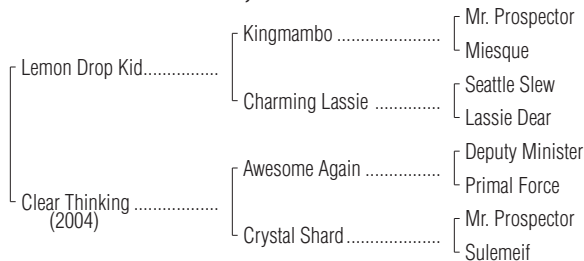 Mr. Prospector
Kingmambo ..................
Miesque
Lemon Drop Kid...............
Seattle Slew
Charming Lassie .............
Lassie Dear
Deputy Minister
Awesome Again ...............
Primal Force
Clear Thinking .................
(2004)
Mr. Prospector
Crystal Shard..................
Sulemeif